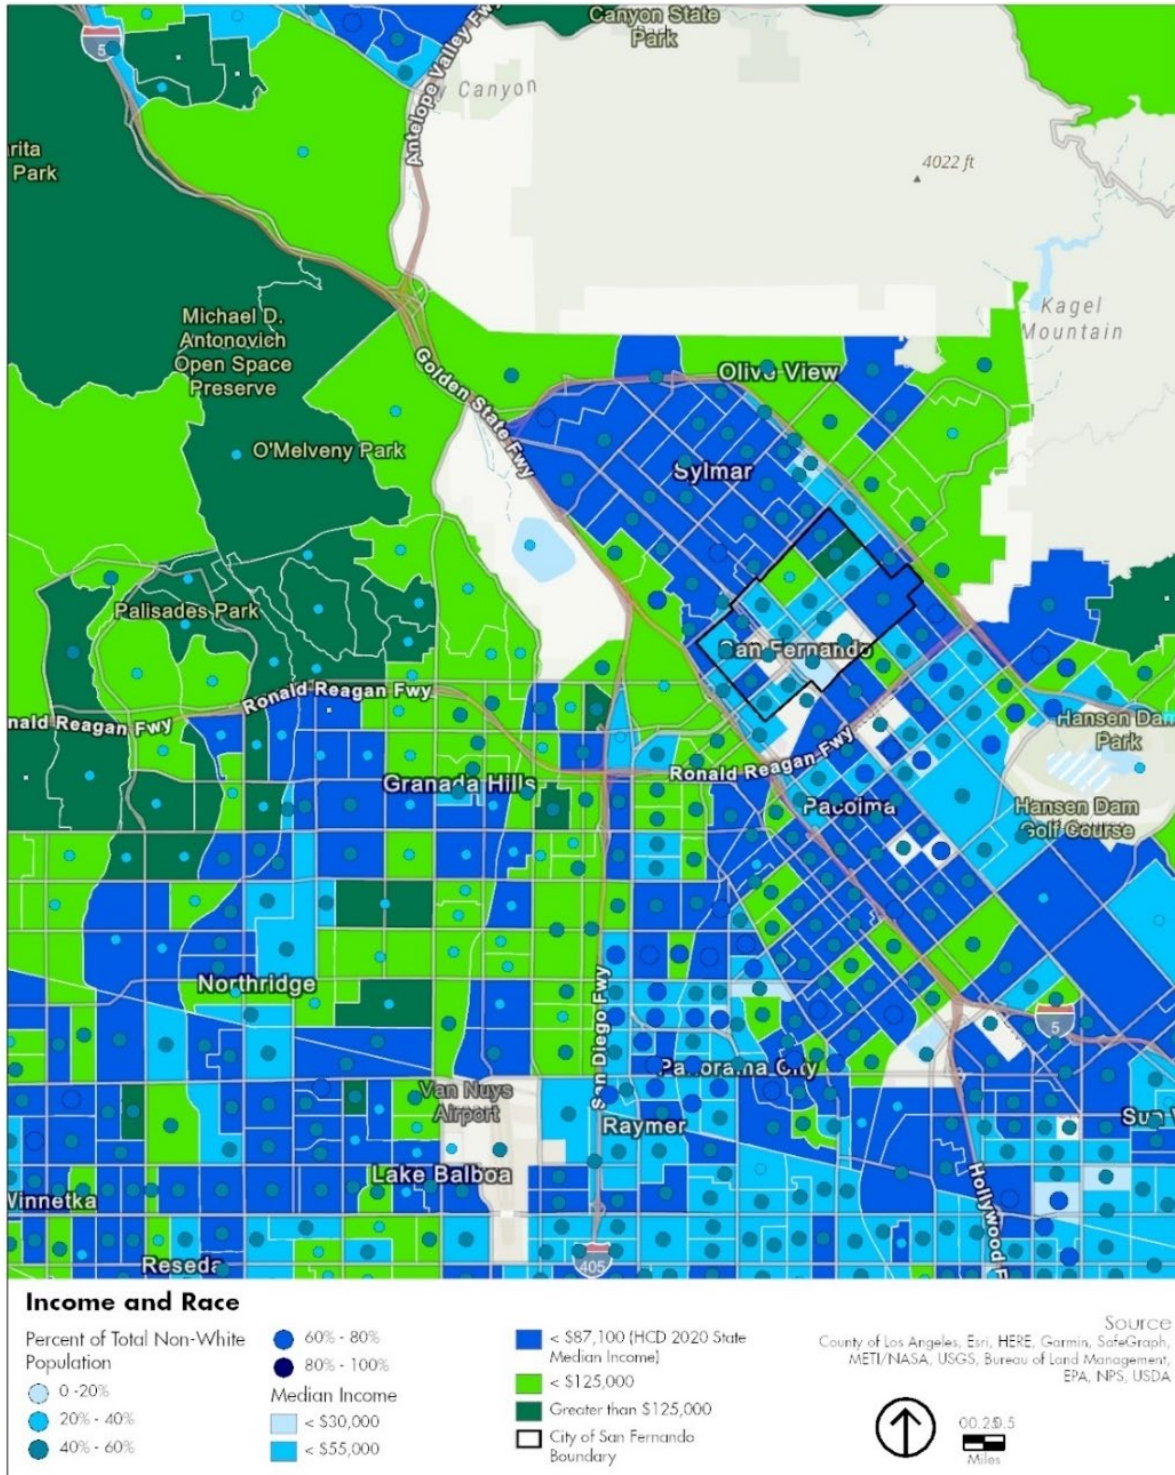 Canyon State
Park
5
Antelope Valley Fwy
Canyon
rita
Park
4022 ft
Michael D.
Antonovich
Open Space
Preserve
Kagel
Mountain
Golden State Fwy
Olive View
O'Melveny Park
Sylmar
Palisades Park
San Fernando
Ronald Reagan Fwy
nald Reagan Fwy
Hansen Dam
Park
Ronald Reagan Fwy
Granada Hills
Pacoima
Hansen Dam
Golf Course
Northridge
San Diego Fwy
5
Panorama City
Van Nuys
Airport
Raymer
Sun V
Lake Balboa
Winnetka
Hollywood F
Reseda
405
Income and Race
Percent of Total Non-White
Population
0 -20%
20% - 40%
40% - 60%
60% - 80%
80% - 100%
Median Income
< $30,000
< $55,000
< $87,100 (HCD 2020 State
Median Income)
< $125,000
Greater than $125,000
City of San Fernando
Boundary
Source
County of Los Angeles, Esri, HERE, Garmin, SafeGraph,
METI/NASA, USGS, Bureau of Land Management,
EPA, NPS, USDA
00.250.5
Miles